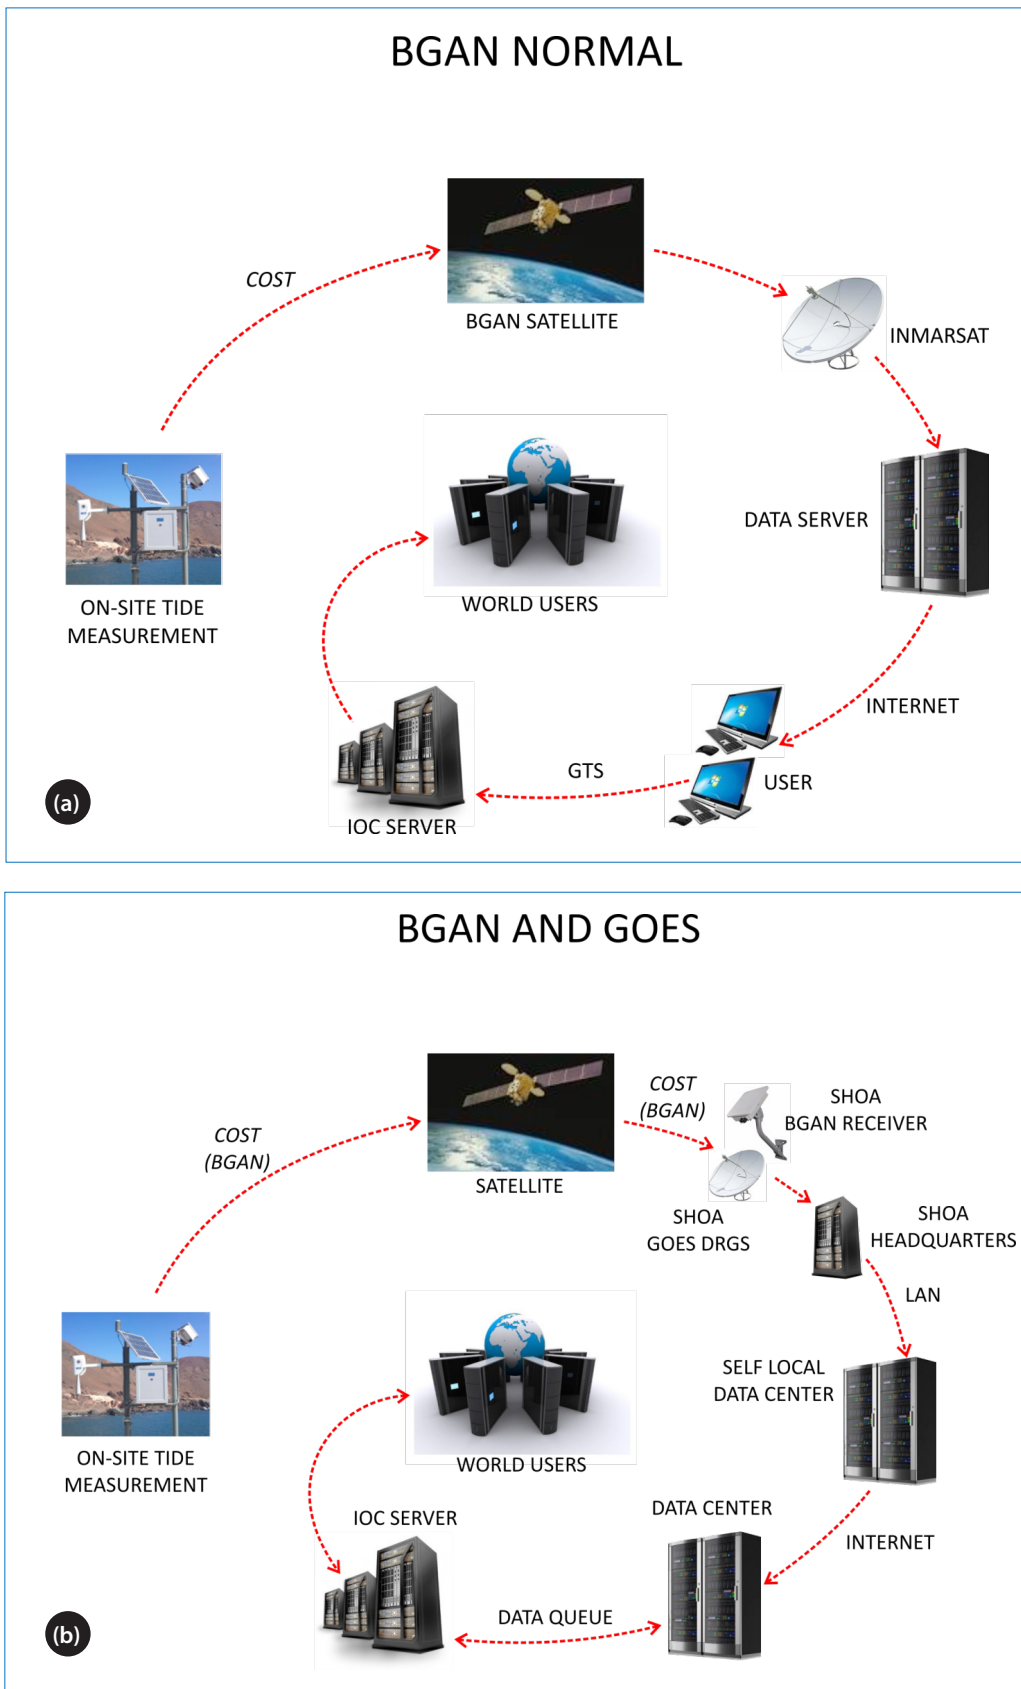 BGAN NORMAL
COST
BGAN SATELLITE
INMARSAT
DATA SERVER
WORLD USERS
ON-SITE TIDE
MEASUREMENT
INTERNET
GTS
USER
IOC SERVER
(a)
BGAN AND GOES
COST
(BGAN)
COST
(BGAN)
SHOA
BGAN RECEIVER
SATELLITE
SHOA
GOES DRGS
SHOA
HEADQUARTERS
LAN
SELF LOCAL
DATA CENTER
WORLD USERS
ON-SITE TIDE
MEASUREMENT
IOC SERVER
DATA CENTER
INTERNET
DATA QUEUE
(b)